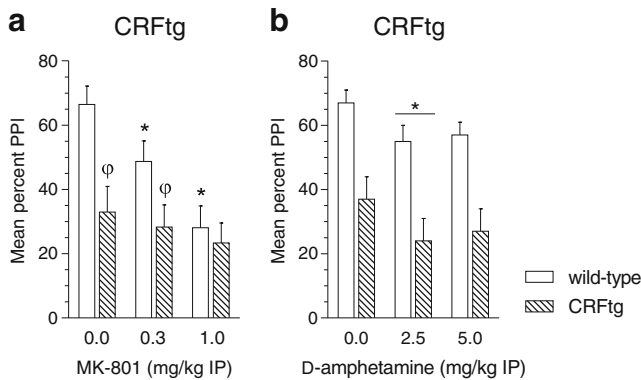 a CRFtg
Mean percent PPI
80
60
40
20
0
φ
*
φ
*
0.0 0.3 1.0
MK-801 (mg/kg IP)
b CRFtg
Mean percent PPI
80
60
40
20
0
*
0.0 2.5 5.0
D-amphetamine (mg/kg IP)
wild-type
CRFtg